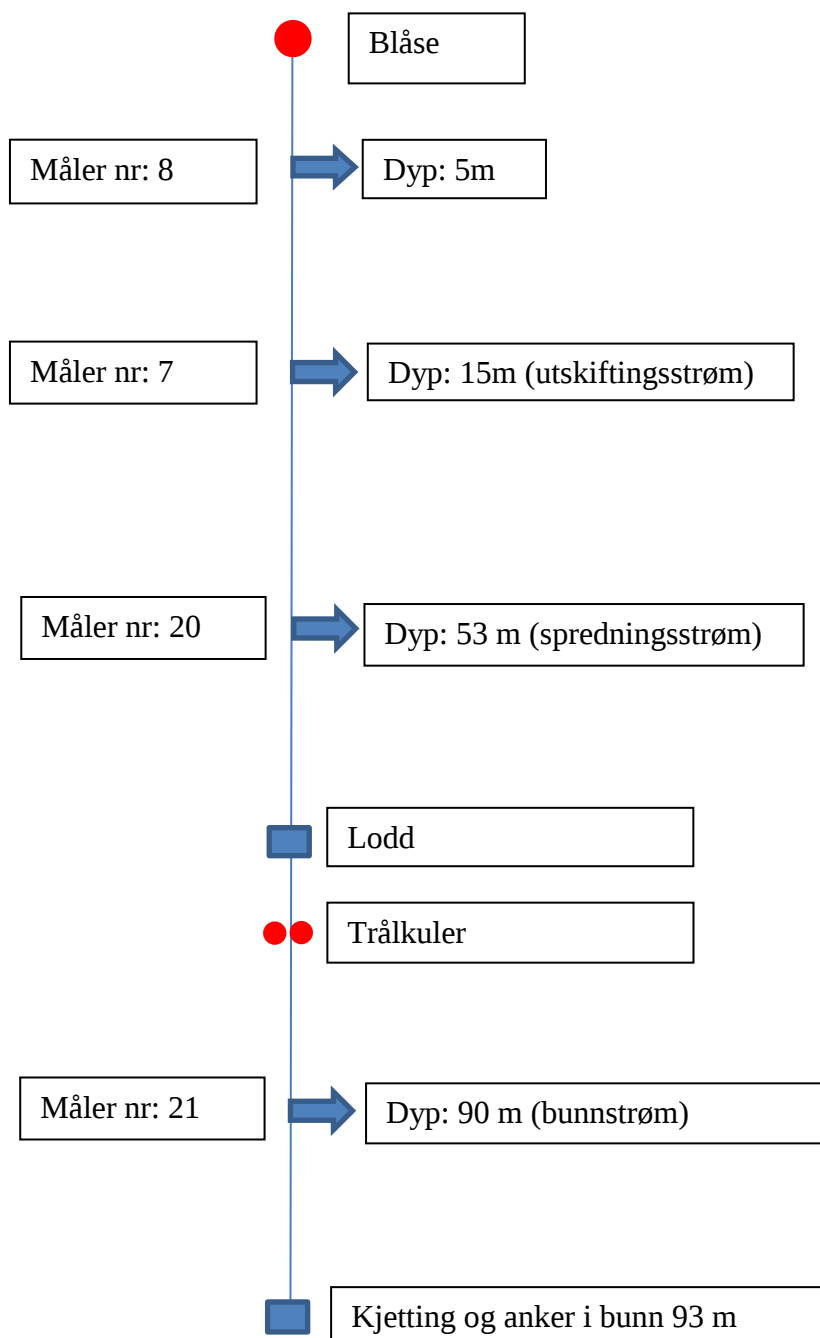 Blåse
Måler nr: 8
Dyp: 5m
Måler nr: 7
Dyp: 15m (utskiftingsstrøm)
Måler nr: 20
Dyp: 53 m (spredningsstrøm)
Lodd
Trålkuler
Måler nr: 21
Dyp: 90 m (bunnstrøm)
Kjetting og anker i bunn 93 m